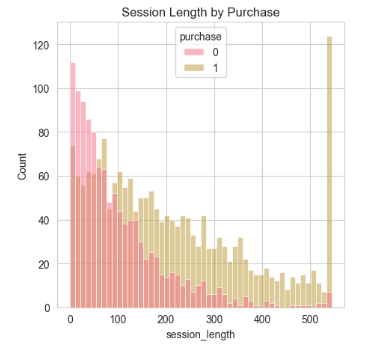 Session Length by Purchase
purchase
0
1
120
100
80
60
40
20
0
Count
0 100 200 300 400 500
session_length